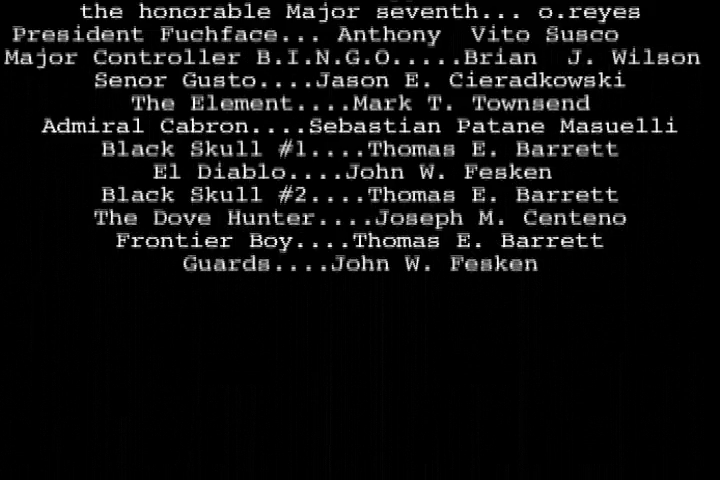 the honorable Major seventh... o.reyes
President Fuchface... Anthony  Vito Susco
Major Controller B.I.N.G.O.....Brian  J. Wilson
Senor Gusto....Jason E. Cieradkowski
The Element....Mark T. Townsend
Admiral Cabron....Sebastian Patane Masuelli
Black Skull #1....Thomas E. Barrett
El Diablo....John W. Fesken
Black Skull #2....Thomas E. Barrett
The Dove Hunter....Joseph M. Centeno
Frontier Boy....Thomas E. Barrett
Guards....John W. Fesken